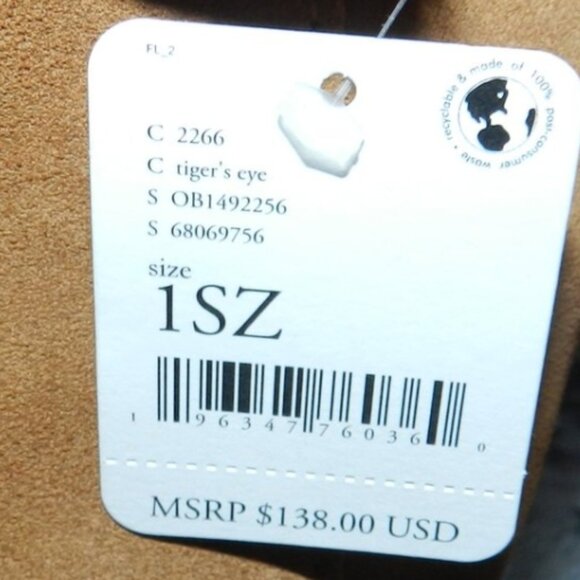 FL_2
recyclable & made of 100% post-consumer waste •
C 2266
C tiger's eye
S OB1492256
S 68069756
size
1SZ
1 96347 76036 0
MSRP $138.00 USD